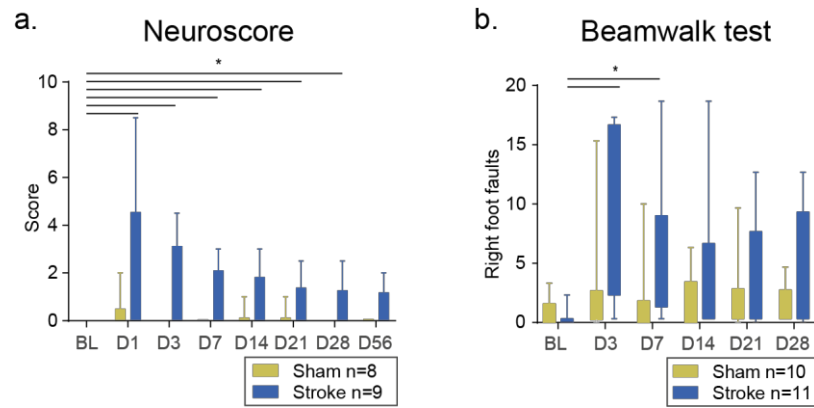 a.
Neuroscore
*
10
8
6
4
2
0
Score
BL D1 D3 D7 D14 D21 D28 D56
Sham n=8
Stroke n=9
b.
Beamwalk test
*
20
15
10
5
0
Right foot faults
BL D3 D7 D14 D21 D28
Sham n=10
Stroke n=11